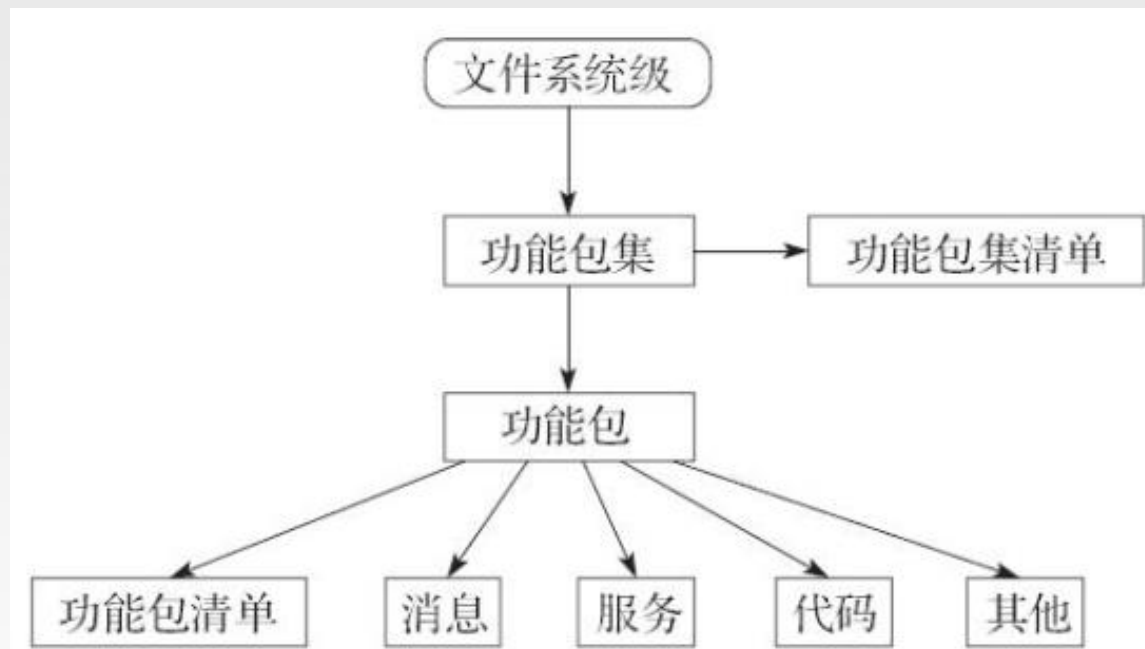 文件系统级
功能包集
功能包集清单
功能包
功能包清单
消息
服务
代码
其他